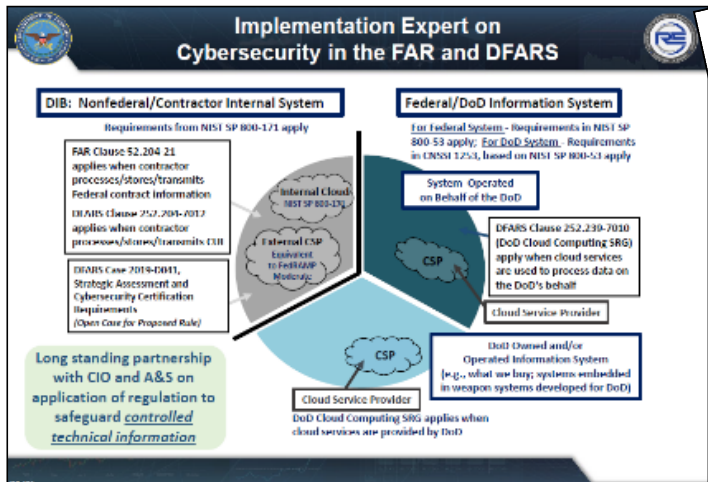 Implementation Expert on
Cybersecurity in the FAR and DFARS
DIB: Nonfederal/Contractor Internal System
Requirements from NIST SP 800-171 apply
FAR Clause 52.204-21
applies when contractor
processes/stores/transmits
Federal contract information
DFARS Clause 252.204-7012
applies when contractor
processes/stores/transmits CUI
DFARS Case 2019-D041,
Strategic Assessment and
Cybersecurity Certification
Requirements
(Open Case for Proposed Rule)
Long standing partnership
with CIO and A&S on
application of regulation to
safeguard controlled
technical information
Internal Cloud
NIST SP 800-171
External CSP
Equivalent
to FedRAMP
Moderate
Federal/DoD Information System
For Federal System - Requirements in NIST SP
800-53 apply; For DoD System - Requirements
in CNSSI 1253, based on NIST SP 800-53 apply
System Operated
on Behalf of the DoD
CSP
DFARS Clause 252.239-7010
(DoD Cloud Computing SRG)
apply when cloud services
are used to process data on
the DoD's behalf
Cloud Service Provider
CSP
DoD Owned and/or
Operated Information System
(e.g., what we buy; systems embedded
in weapon systems developed for DoD)
Cloud Service Provider
DoD Cloud Computing SRG applies when
cloud services are provided by DoD